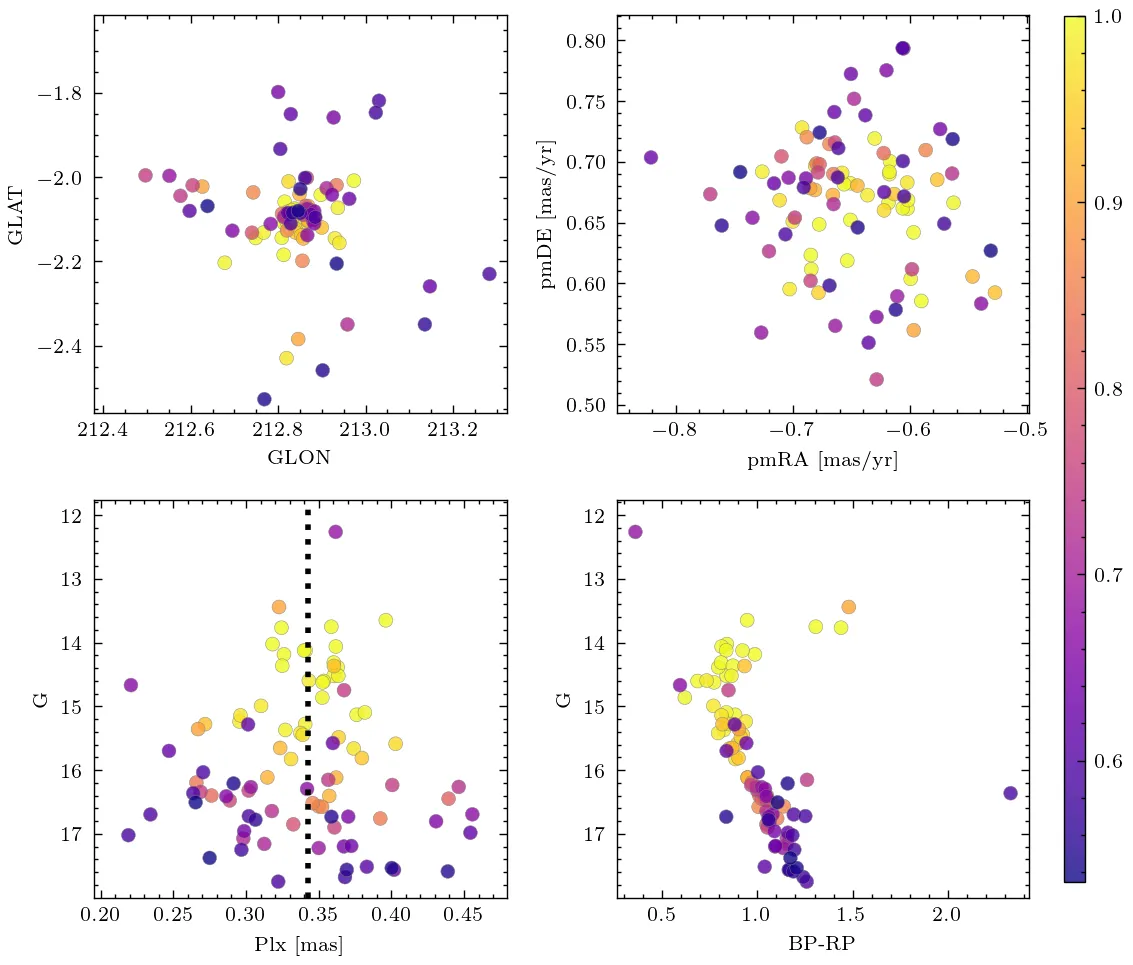 −1.8
−2.0
−2.2
−2.4
GLAT
212.4 212.6 212.8 213.0 213.2
GLON
0.80
0.75
0.70
0.65
0.60
0.55
0.50
pmDE [mas/yr]
−0.8 −0.7 −0.6 −0.5
pmRA [mas/yr]
12
13
14
15
16
17
G
0.20 0.25 0.30 0.35 0.40 0.45
Plx [mas]
12
13
14
15
16
17
G
0.5 1.0 1.5 2.0
BP-RP
1.0
0.9
0.8
0.7
0.6